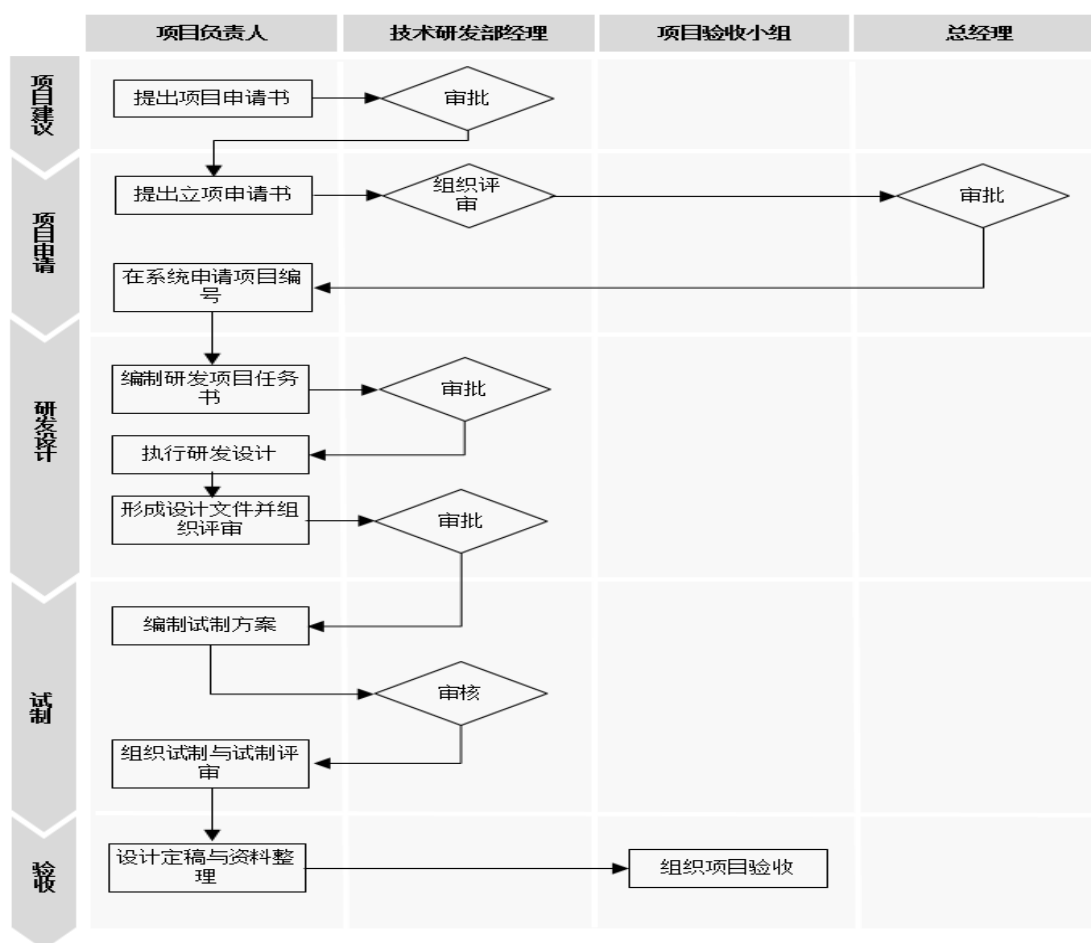 项目负责人
技术研发部经理
项目验收小组
总经理
项目建议
提出项目申请书
审批
项目申请
提出立项申请书
组织评
审
审批
在系统申请项目编
号
研发设计
编制研发项目任务
书
审批
执行研发设计
形成设计文件并组
织评审
审批
试制
编制试制方案
审核
组织试制与试制评
审
验收
设计定稿与资料整
理
组织项目验收